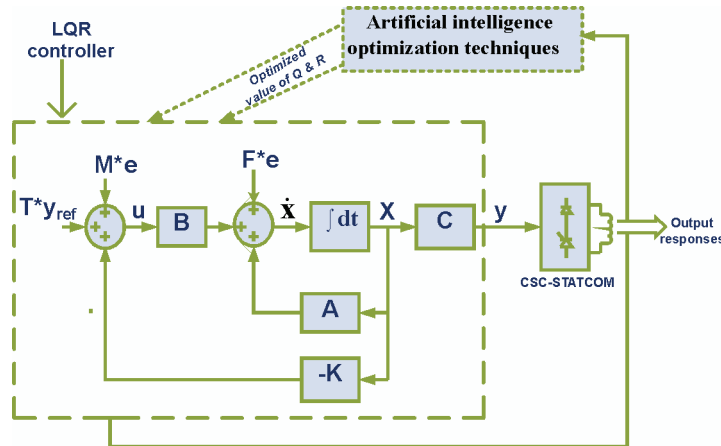 LQR
controller
Artificial intelligence
optimization techniques
Optimized
value of Q & R
M*e
F*e
T*yref
u
B
ẋ
∫dt
X
C
y
CSC-STATCOM
Output
responses
A
-K
+
+
+
+
+
+